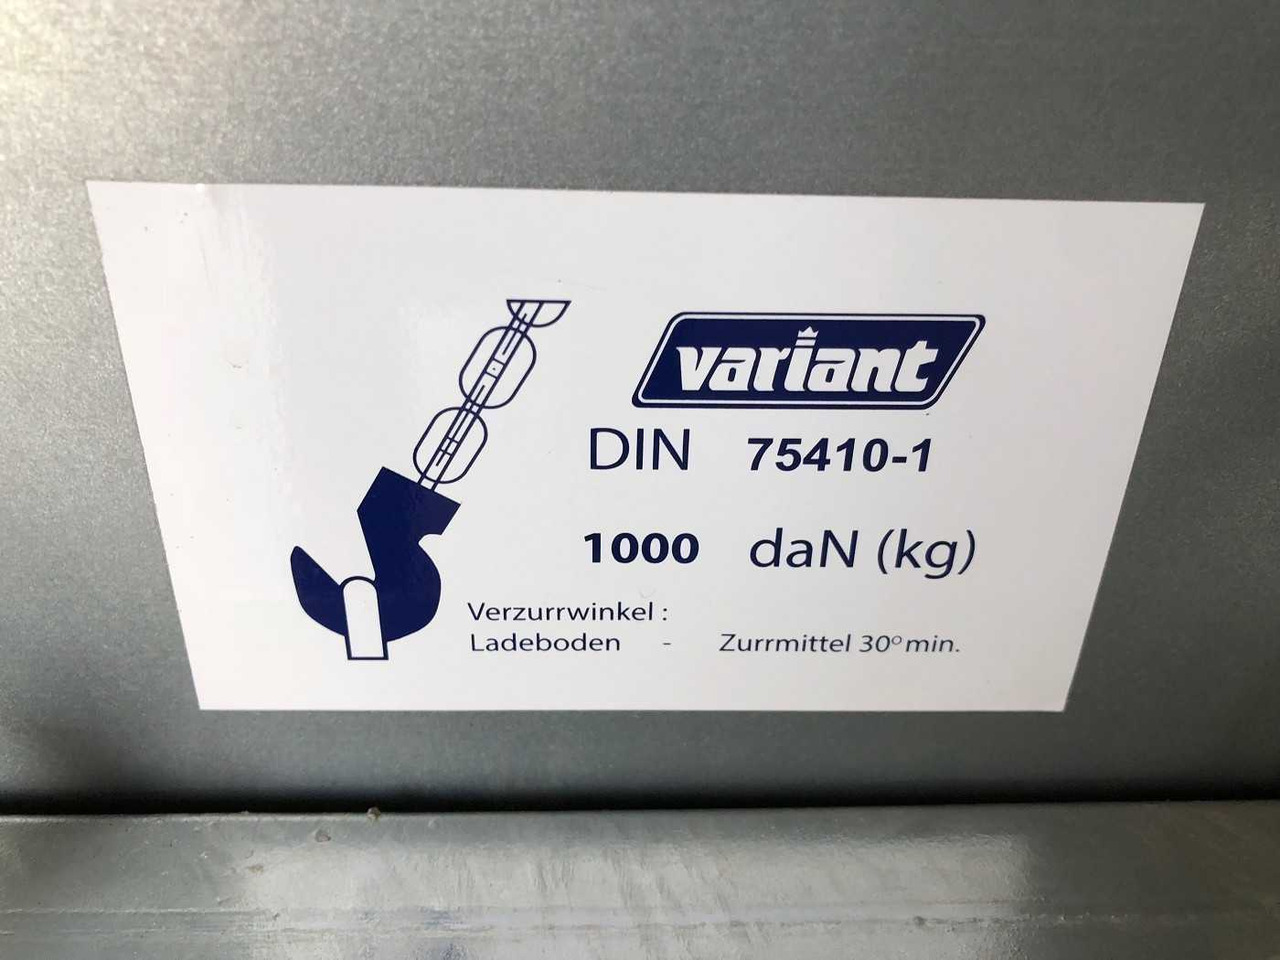 variant
DIN 75410-1
1000 daN (kg)
Verzurrwinkel :
Ladeboden - Zurrmittel 30° min.